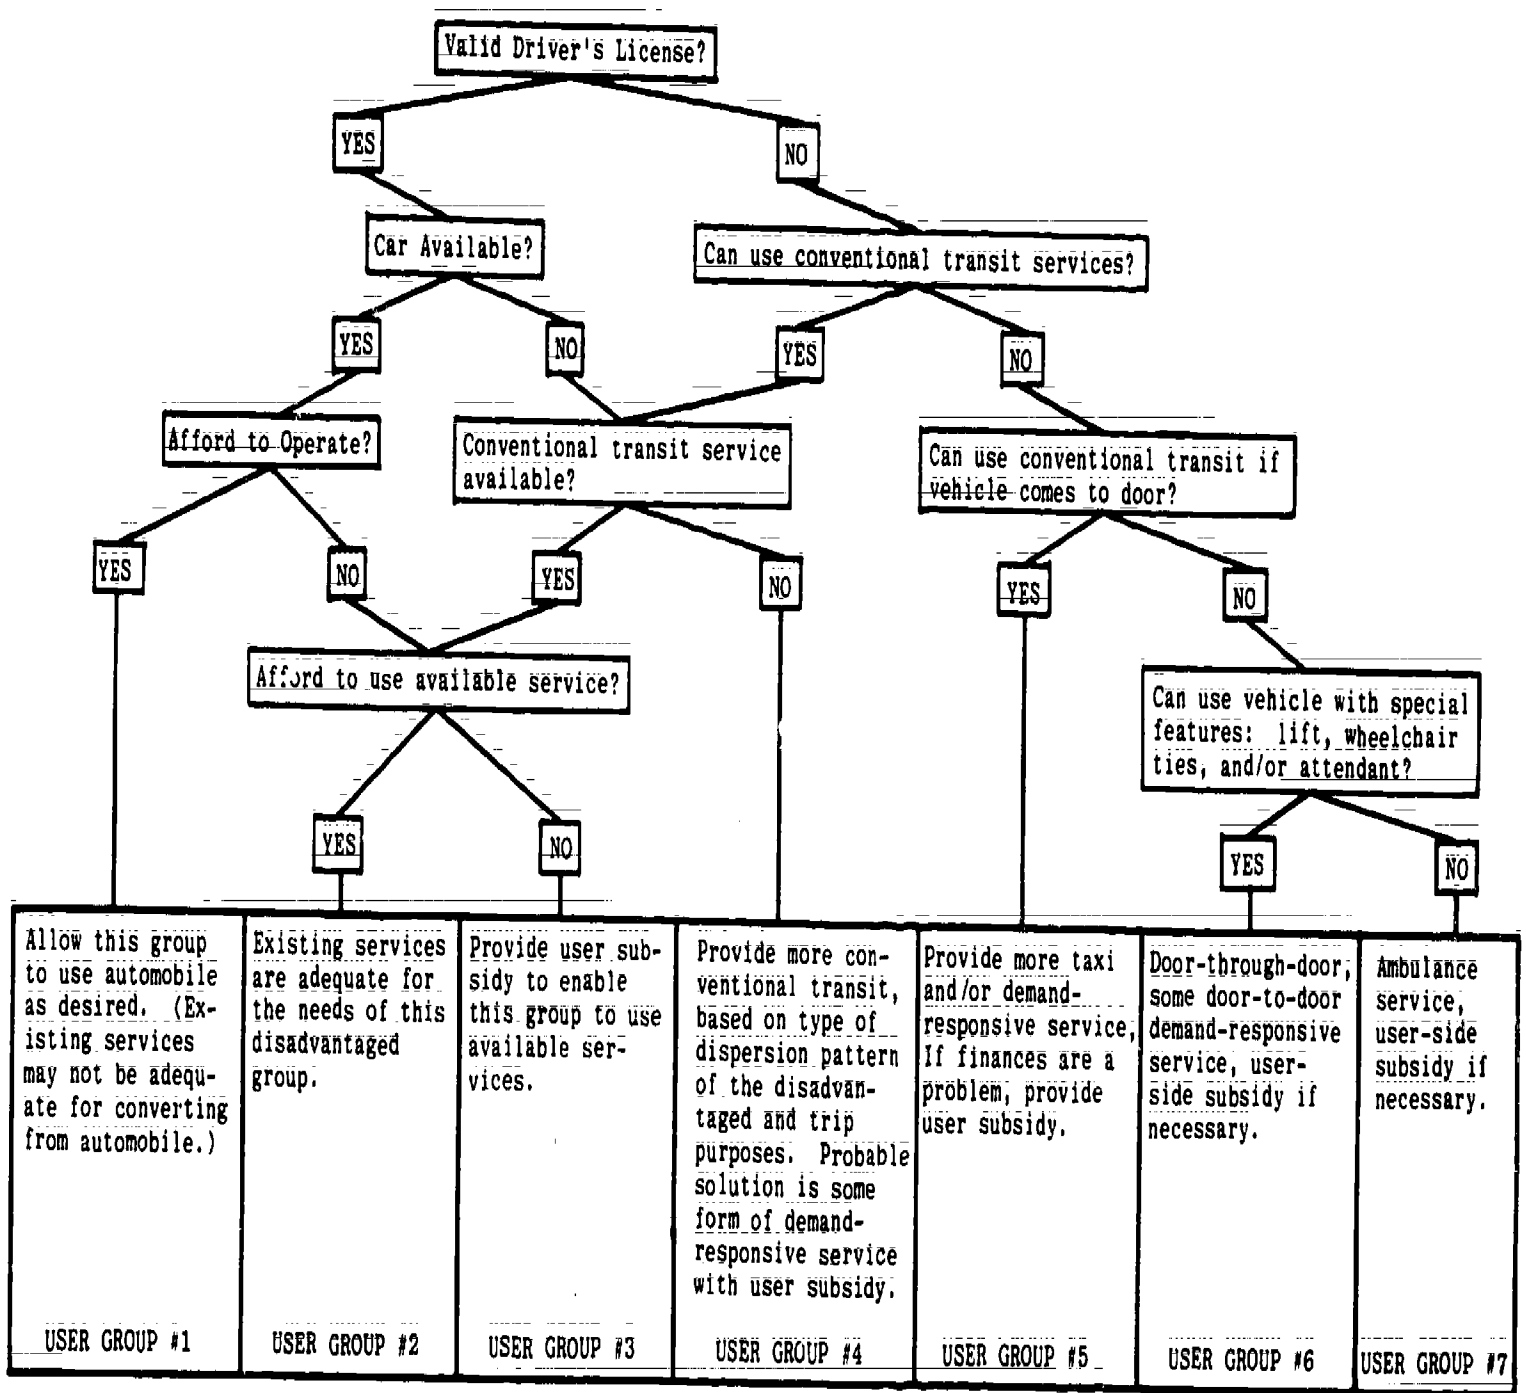 Valid Driver's License?
YES
NO
Car Available?
Can use conventional transit services?
YES
NO
YES
NO
Afford to Operate?
Conventional transit service
available?
Can use conventional transit if
vehicle comes to door?
YES
NO
YES
NO
YES
NO
Afford to use available service?
Can use vehicle with special
features: lift, wheelchair
ties, and/or attendant?
YES
NO
YES
NO
Allow this group
to use automobile
as desired. (Ex-
isting services
may not be adequ-
ate for converting
from automobile.)
USER GROUP #1
Existing services
are adequate for
the needs of this
disadvantaged
group.
USER GROUP #2
Provide user sub-
sidy to enable
this group to use
available ser-
vices.
USER GROUP #3
Provide more con-
ventional transit,
based on type of
dispersion pattern
of the disadvan-
taged and trip
purposes. Probable
solution is some
form of demand-
responsive service
with user subsidy.
USER GROUP #4
Provide more taxi
and/or demand-
responsive service,
If finances are a
problem, provide
user subsidy.
USER GROUP #5
Door-through-door,
some door-to-door
demand-responsive
service, user-
side subsidy if
necessary.
USER GROUP #6
Ambulance
service,
user-side
subsidy if
necessary.
USER GROUP #7